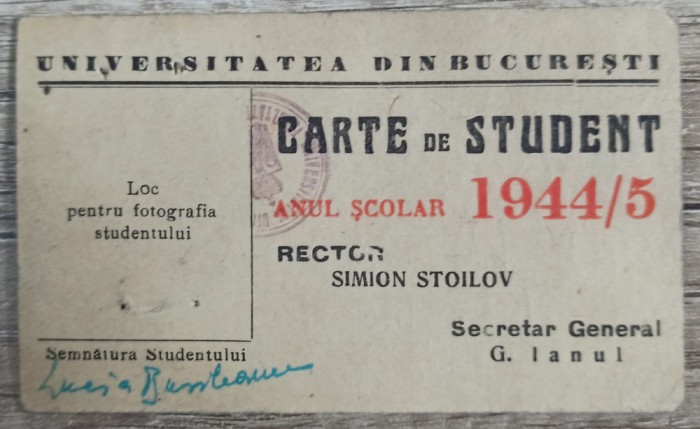 UNIVERSITATEA DIN BUCUREȘTI
CARTE DE STUDENT
ANUL ȘCOLAR 1944/5
Loc
pentru fotografia
studentului
RECTOR
SIMION STOILOV
Secretar General
G. Ianul
Semnătura Studentului
Lucia